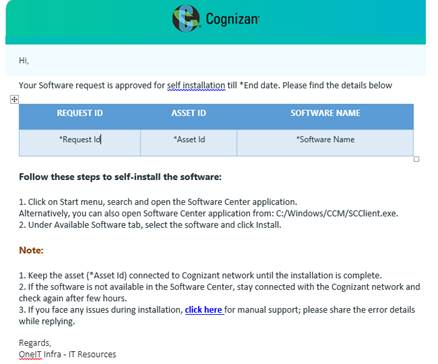 Cognizant
Hi,
Your Software request is approved for self installation till *End date. Please find the details below
REQUEST ID ASSET ID SOFTWARE NAME
*Request Id *Asset Id *Software Name
Follow these steps to self-install the software:
1. Click on Start menu, search and open the Software Center application.
Alternatively, you can also open Software Center application from: C:/Windows/CCM/SCClient.exe.
2. Under Available Software tab, select the software and click Install.
Note:
1. Keep the asset (*Asset Id) connected to Cognizant network until the installation is complete.
2. If the software is not available in the Software Center, stay connected with the Cognizant network and
check again after few hours.
3. If you face any issues during installation, click here for manual support; please share the error details
while replying.
Regards,
OneIT Infra - IT Resources